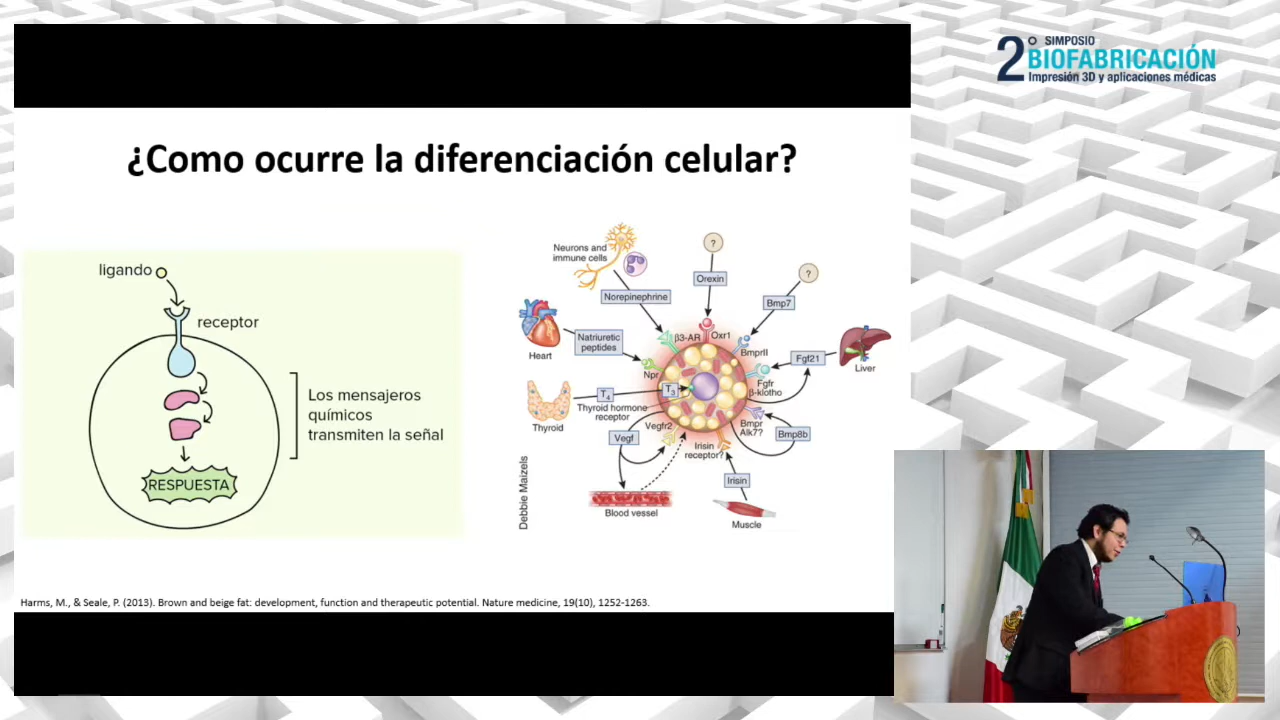 2° SIMPOSIO
BIOFABRICACIÓN
Impresión 3D y aplicaciones médicas
¿Como ocurre la diferenciación celular?
ligando
receptor
Los mensajeros
químicos
transmiten la señal
RESPUESTA
Neurons and
immune cells
?
Orexin
?
Norepinephrine
Bmp7
Heart
Natriuretic
peptides
β3-AR
Oxr1
BmprII
Fgf21
Liver
Npr
Fgfr
β-klotho
T4
T3
Thyroid hormone
receptor
Thyroid
Vegfr2
Vegf
Bmpr
Alk7??
Bmp8b
Irisin
receptor?
Irisin
Blood vessel
Muscle
Debbie Maizels
Harms, M., & Seale, P. (2013). Brown and beige fat: development, function and therapeutic potential. Nature medicine, 19(10), 1252-1263.